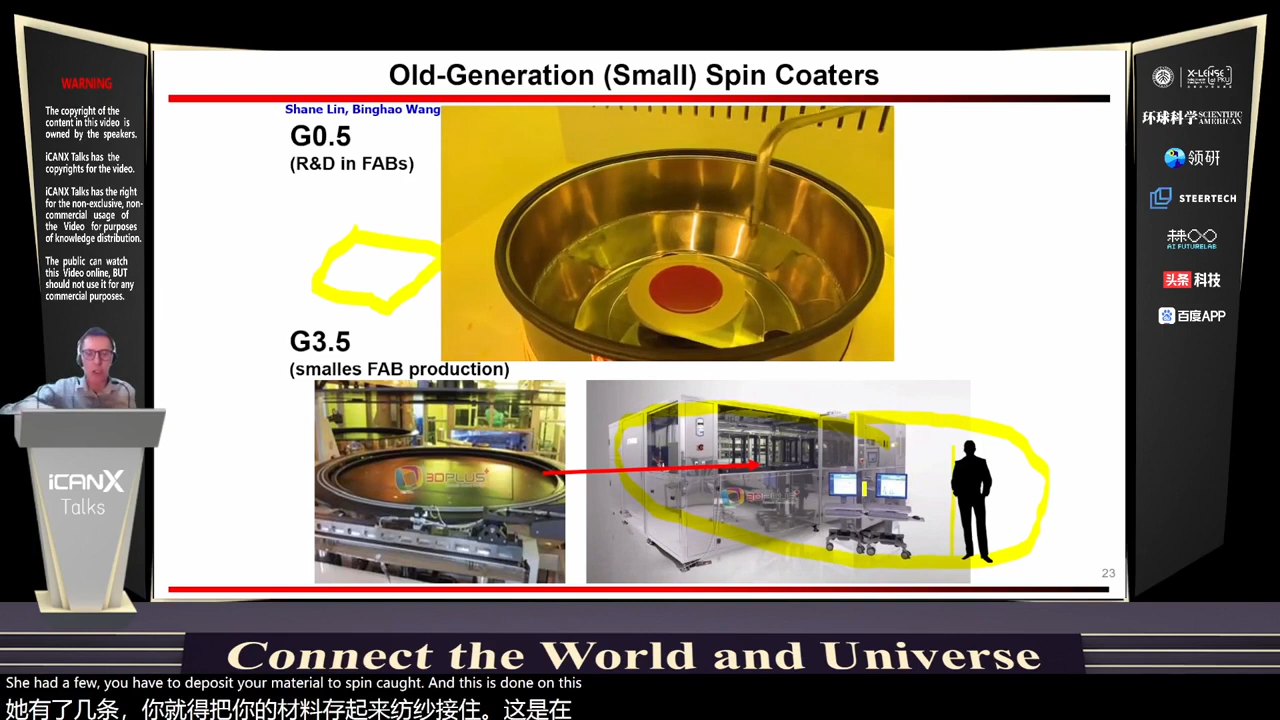 WARNING
The copyright of the
content in this video is
owned by the speakers.
iCANX Talks has the
copyrights for the video.
iCANX Talks has the right
for the non-exclusive, non-
commercial usage of
the Video for purposes
of knowledge distribution.
The public can watch
this Video online, BUT
should not use it for any
commercial purposes.
iCANX
Talks
Old-Generation (Small) Spin Coaters
Shane Lin, Binghao Wang
G0.5
(R&D in FABs)
G3.5
(smalles FAB production)
3DPLUS+
23
X-LENSE
环球科学 SCIENTIFIC AMERICAN
领研
STEERTECH
AI FUTURELAB
头条 科技
百度APP
Connect the World and Universe
She had a few, you have to deposit your material to spin caught. And this is done on this
她有了几条，你就得把你的材料存起来纺纱接住。这是在